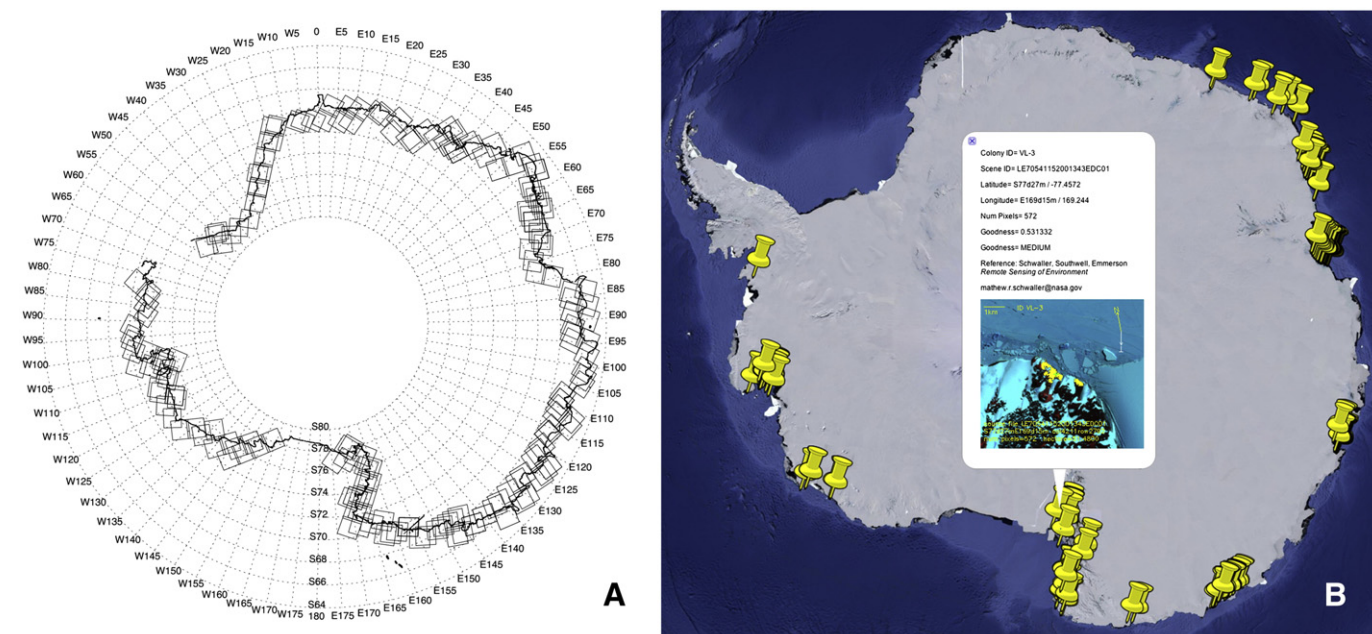 0
E5
E10
E15
E20
E25
E30
E35
E40
E45
E50
E55
E60
E65
E70
E75
E80
E85
E90
E95
E100
E105
E110
E115
E120
E125
E130
E135
E140
E145
E150
E155
E160
E165
E170
E175
180
W175
W170
W165
W160
W155
W150
W145
W140
W135
W130
W125
W120
W115
W110
W105
W100
W95
W90
W85
W80
W75
W70
W65
W60
W55
W50
W45
W40
W35
W30
W25
W20
W15
W10
W5
S80
S78
S76
S74
S72
S70
S68
S66
S64
A
Colony ID= VL-3
Scene ID= LE70541152001343EDC01
Latitude= S77d27m / -77.4572
Longitude= E169d15m / 169.244
Num Pixels= 572
Goodness= 0.531332
Goodness= MEDIUM
Reference: Schwaller, Southwell, Emmerson
Remote Sensing of Environment
mathew.r.schwaller@nasa.gov
1km
ID VL-3
B